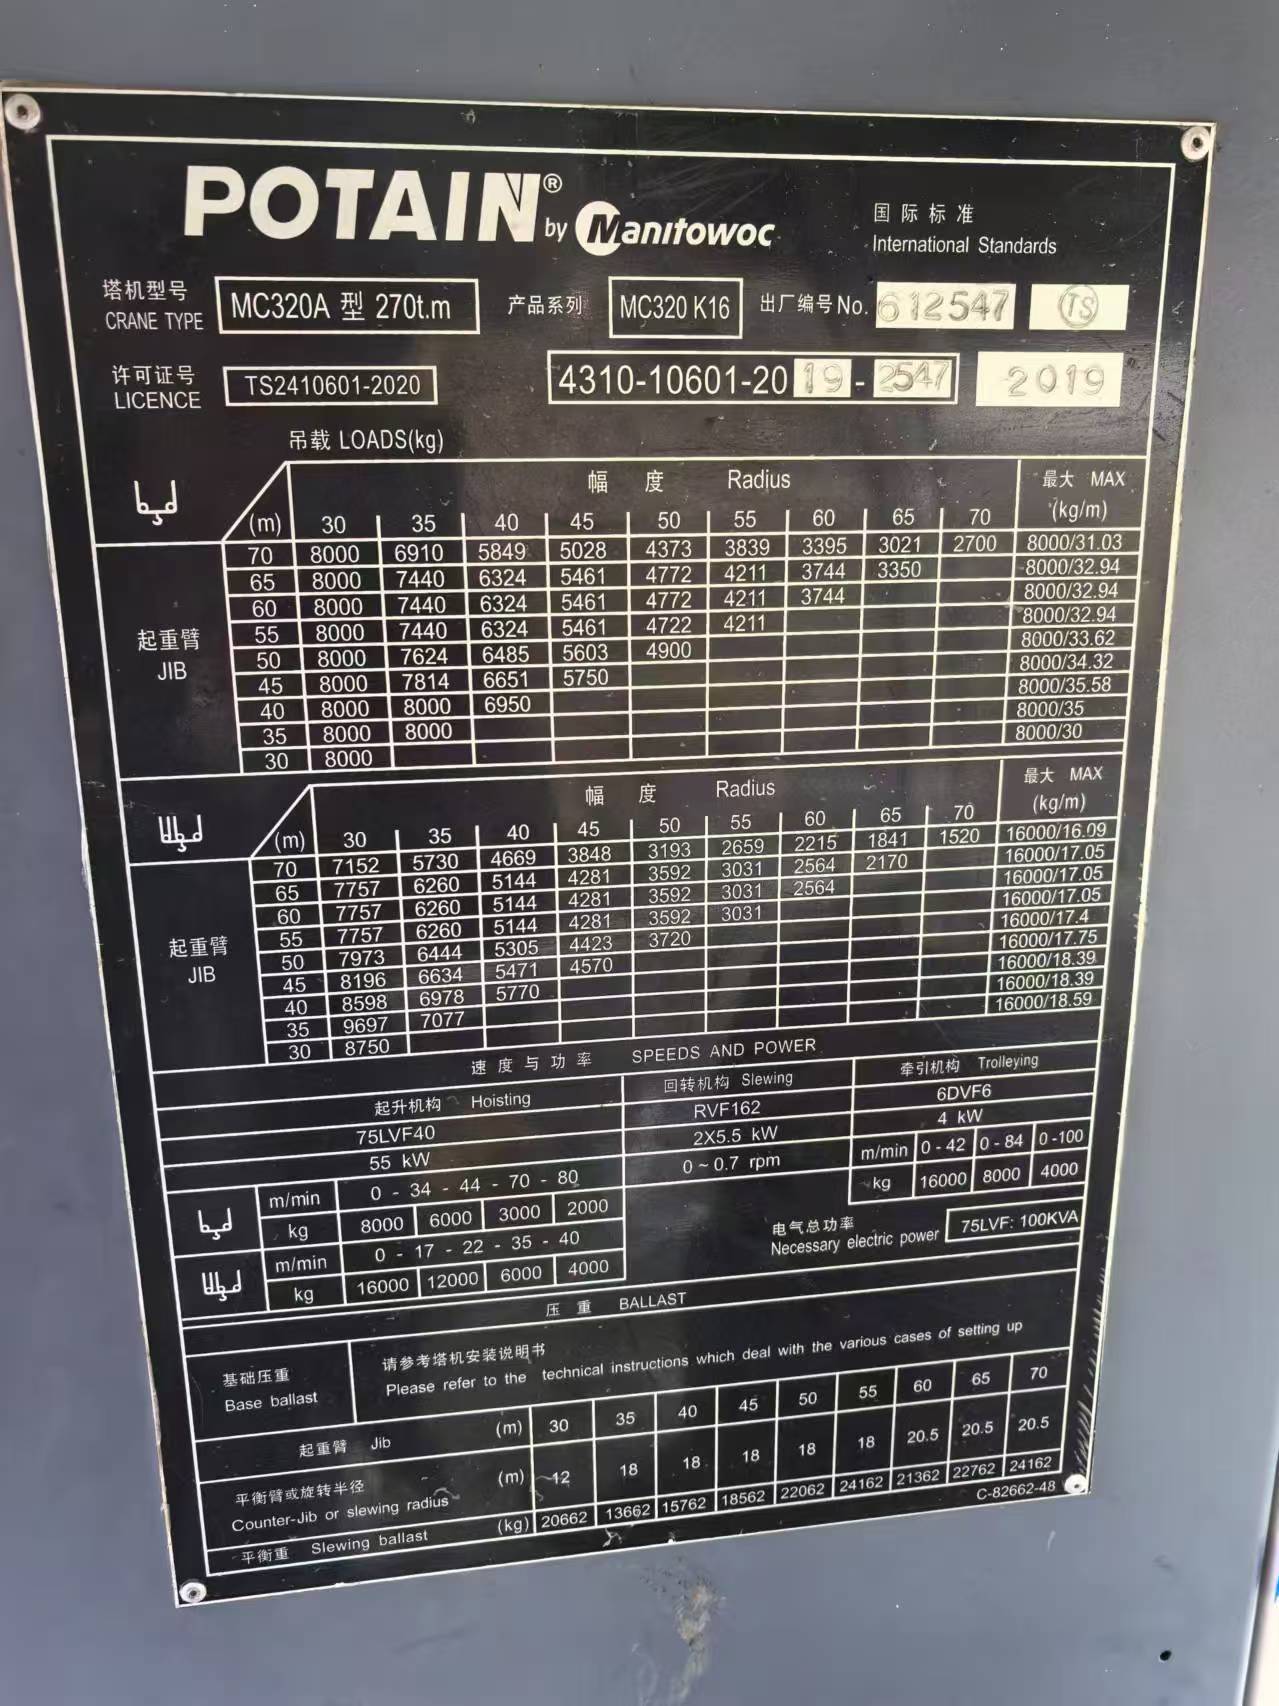 POTAIN® by Manitowoc
国际标准
International Standards
塔机型号 CRANE TYPE MC320A 型 270t.m 产品系列 MC320 K16 出厂编号 No. 612547 TS
许可证号 LICENCE TS2410601-2020 4310-10601-20 19 - 2547 2019
吊载 LOADS(kg)
幅度 Radius 最大 MAX (kg/m)
(m) 30 35 40 45 50 55 60 65 70
起重臂 JIB
70 8000 6910 5849 5028 4373 3839 3395 3021 2700 8000/31.03
65 8000 7440 6324 5461 4772 4211 3744 3350 8000/32.94
60 8000 7440 6324 5461 4772 4211 3744 8000/32.94
55 8000 7440 6324 5461 4722 4211 8000/32.94
50 8000 7624 6485 5603 4900 8000/33.62
45 8000 7814 6651 5750 8000/34.32
40 8000 8000 6950 8000/35.58
35 8000 8000 8000/35
30 8000 8000/30
幅度 Radius 最大 MAX (kg/m)
(m) 30 35 40 45 50 55 60 65 70
起重臂 JIB
70 7152 5730 4669 3848 3193 2659 2215 1841 1520 16000/16.09
65 7757 6260 5144 4281 3592 3031 2564 2170 16000/17.05
60 7757 6260 5144 4281 3592 3031 2564 16000/17.05
55 7757 6260 5144 4281 3592 3031 16000/17.05
50 7973 6444 5305 4423 3720 16000/17.4
45 8196 6634 5471 4570 16000/17.75
40 8598 6978 5770 16000/18.39
35 9697 7077 16000/18.39
30 8750 16000/18.59
速度与功率 SPEEDS AND POWER
起升机构 Hoisting 回转机构 Slewing 牵引机构 Trolleying
75LVF40 RVF162 6DVF6
55 kW 2X5.5 kW 4 kW
0 ~ 0.7 rpm
m/min 0 - 42 0 - 84 0 -100
kg 16000 8000 4000
m/min 0 - 34 - 44 - 70 - 80
kg 8000 6000 3000 2000
m/min 0 - 17 - 22 - 35 - 40
kg 16000 12000 6000 4000
电气总功率
Necessary electric power 75LVF: 100KVA
压重 BALLAST
基础压重
Base ballast
请参考塔机安装说明书
Please refer to the technical instructions which deal with the various cases of setting up
起重臂 Jib (m) 30 35 40 45 50 55 60 65 70
平衡臂或旋转半径
Counter-Jib or slewing radius (m) 12 18 18 18 18 18 20.5 20.5 20.5
平衡重 Slewing ballast (kg) 20662 13662 15762 18562 22062 24162 21362 22762 24162
C-82662-48